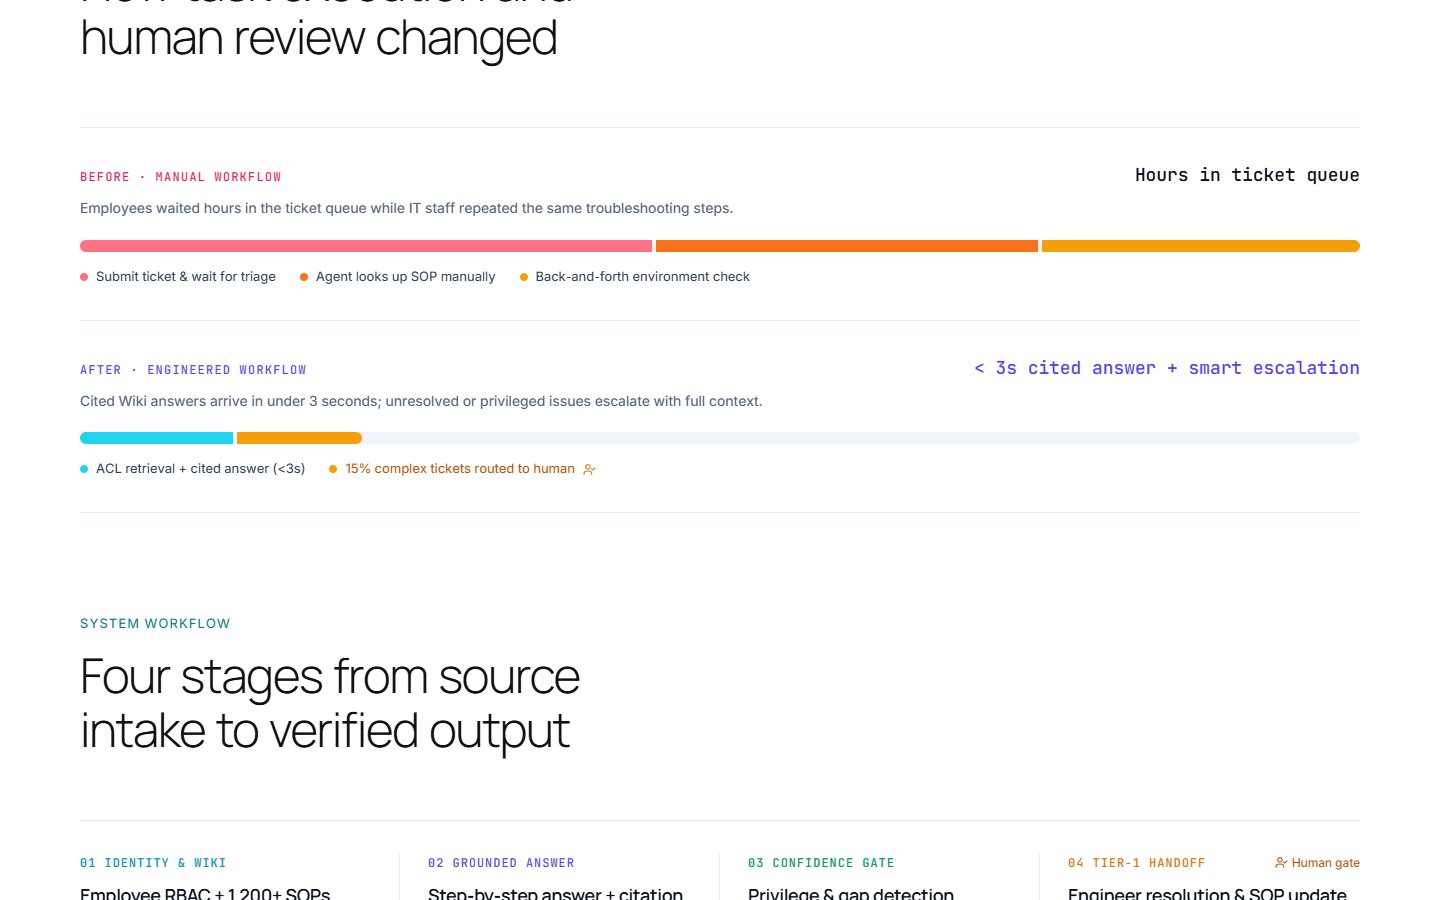 human review changed
BEFORE · MANUAL WORKFLOW
Hours in ticket queue
Employees waited hours in the ticket queue while IT staff repeated the same troubleshooting steps.
Submit ticket & wait for triage
Agent looks up SOP manually
Back-and-forth environment check
AFTER · ENGINEERED WORKFLOW
< 3s cited answer + smart escalation
Cited Wiki answers arrive in under 3 seconds; unresolved or privileged issues escalate with full context.
ACL retrieval + cited answer (<3s)
15% complex tickets routed to human
SYSTEM WORKFLOW
Four stages from source
intake to verified output
01 IDENTITY & WIKI
Employee RBAC + 1,200+ SOPs
02 GROUNDED ANSWER
Step-by-step answer + citation
03 CONFIDENCE GATE
Privilege & gap detection
04 TIER-1 HANDOFF
Human gate
Engineer resolution & SOP update